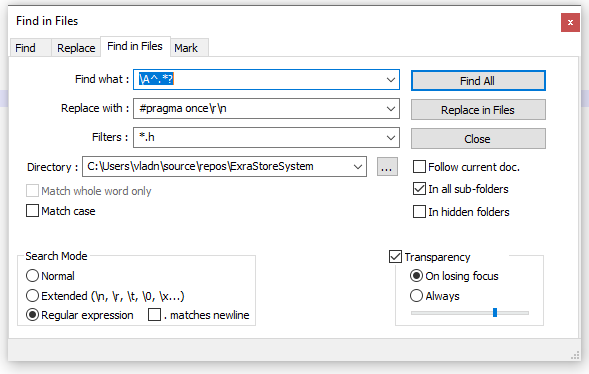 Find in Files
x
Find Replace Find in Files Mark
Find what : \A^.*? Find All
Replace with : #pragma once\r\n Replace in Files
Filters : *.h Close
Directory : C:\Users\vladn\source\repos\ExraStoreSystem ... Follow current doc.
Match whole word only In all sub-folders
Match case In hidden folders
Search Mode Transparency
Normal On losing focus
Extended (\n, \r, \t, \0, \x...) Always
Regular expression . matches newline